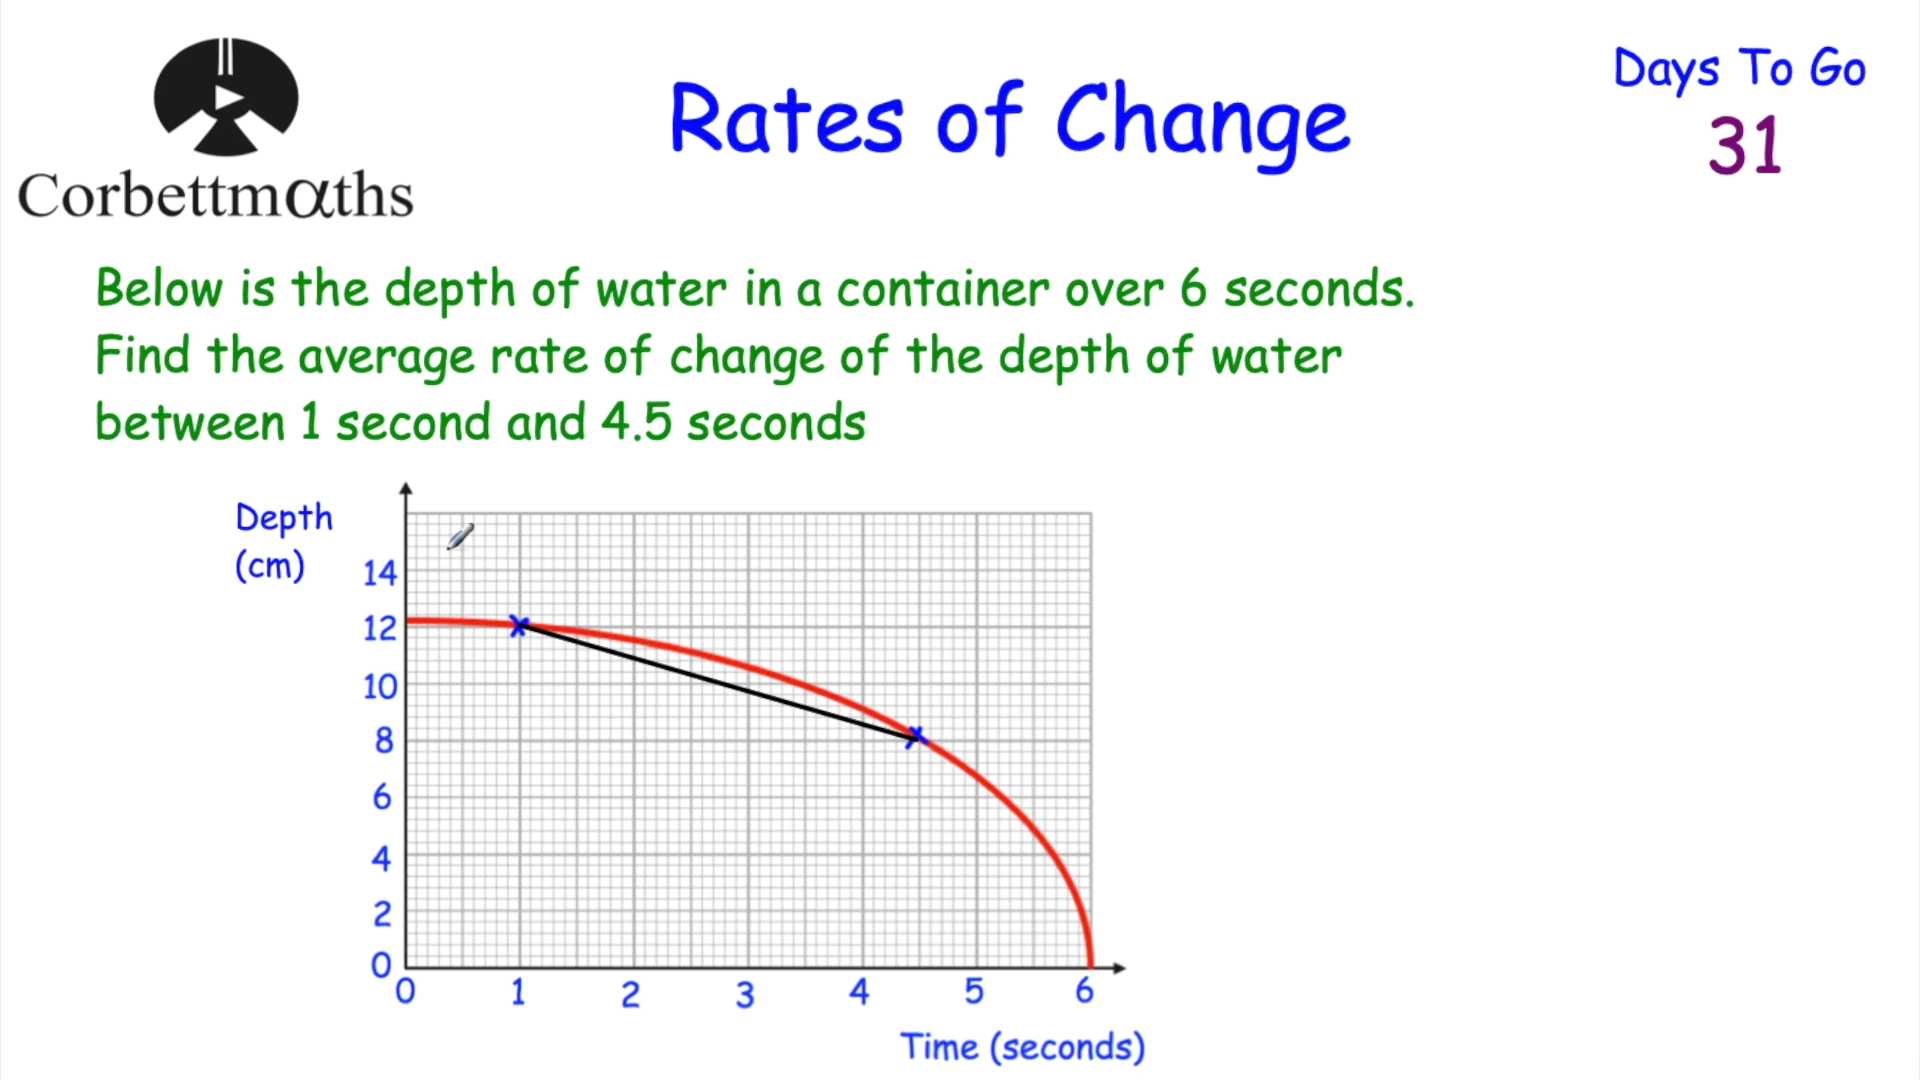 Corbettmαths
Rates of Change
Days To Go
31
Below is the depth of water in a container over 6 seconds.
Find the average rate of change of the depth of water
between 1 second and 4.5 seconds
Depth
(cm)
14
12
10
8
6
4
2
0
0 1 2 3 4 5 6
Time (seconds)